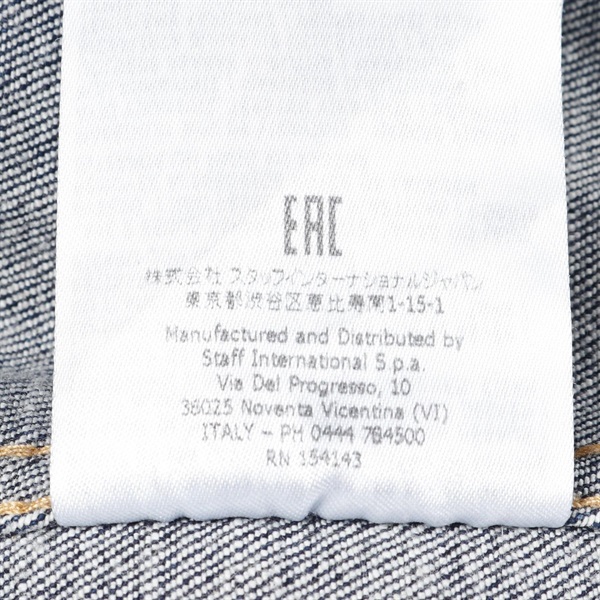 EAC
株式会社 スタッフインターナショナルジャパン
東京都渋谷区恵比寿南1-15-1
Manufactured and Distributed by
Staff International S.p.a.
Via Del Progresso, 10
36025 Noventa Vicentina (VI)
ITALY - PH 0444 784500
RN 154143